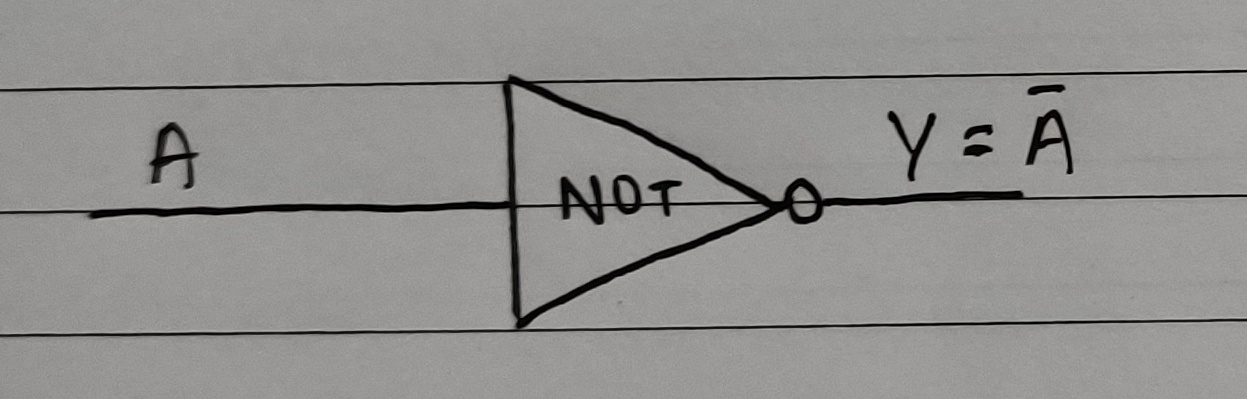 A
NOT
Y = Ā